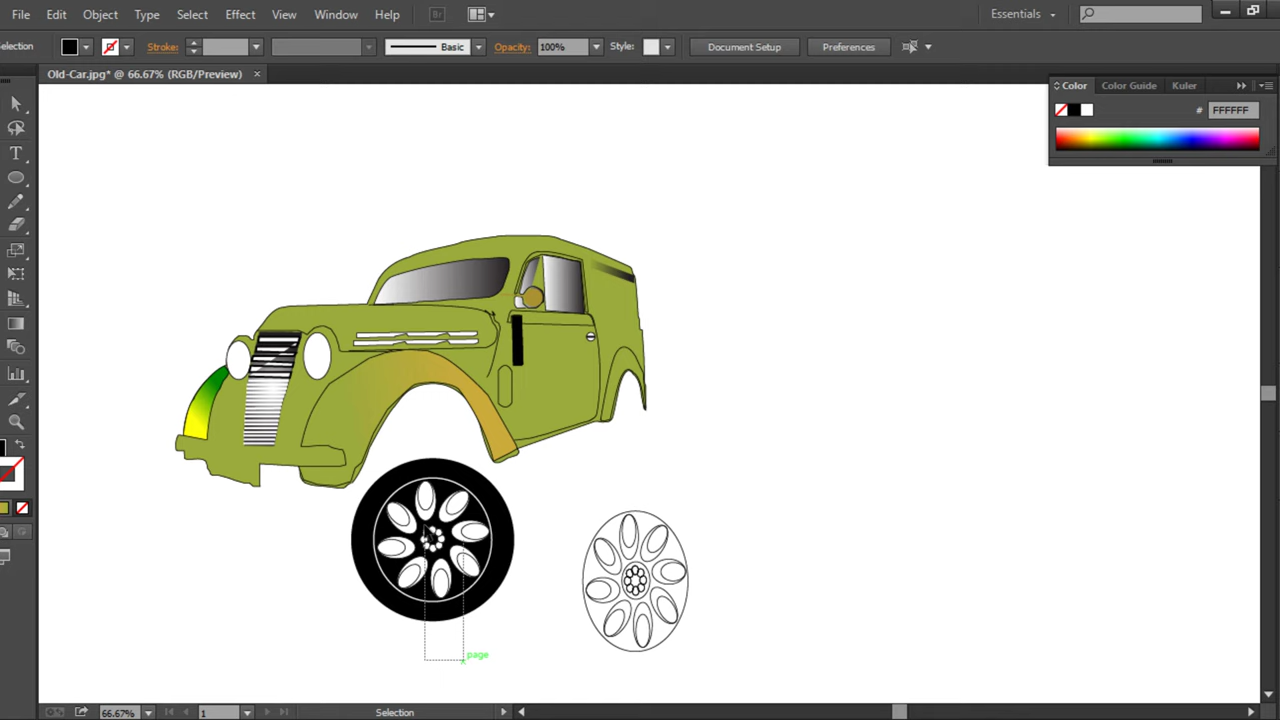 File Edit Object Type Select Effect View Window Help Br Essentials
election Stroke: Basic Opacity: 100% Style: Document Setup Preferences
Old-Car.jpg* @ 66.67% (RGB/Preview) ×
Color Color Guide Kuler
# FFFFFF
page
66.67% 1 Selection